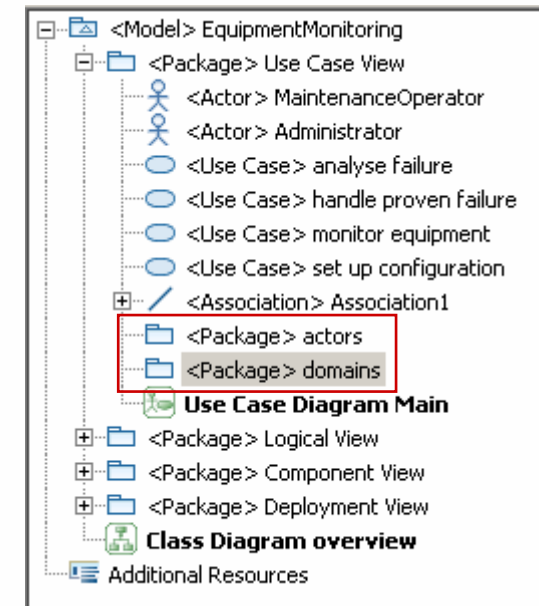 <Model> EquipmentMonitoring
<Package> Use Case View
<Actor> MaintenanceOperator
<Actor> Administrator
<Use Case> analyse failure
<Use Case> handle proven failure
<Use Case> monitor equipment
<Use Case> set up configuration
<Association> Association1
<Package> actors
<Package> domains
Use Case Diagram Main
<Package> Logical View
<Package> Component View
<Package> Deployment View
Class Diagram overview
Additional Resources